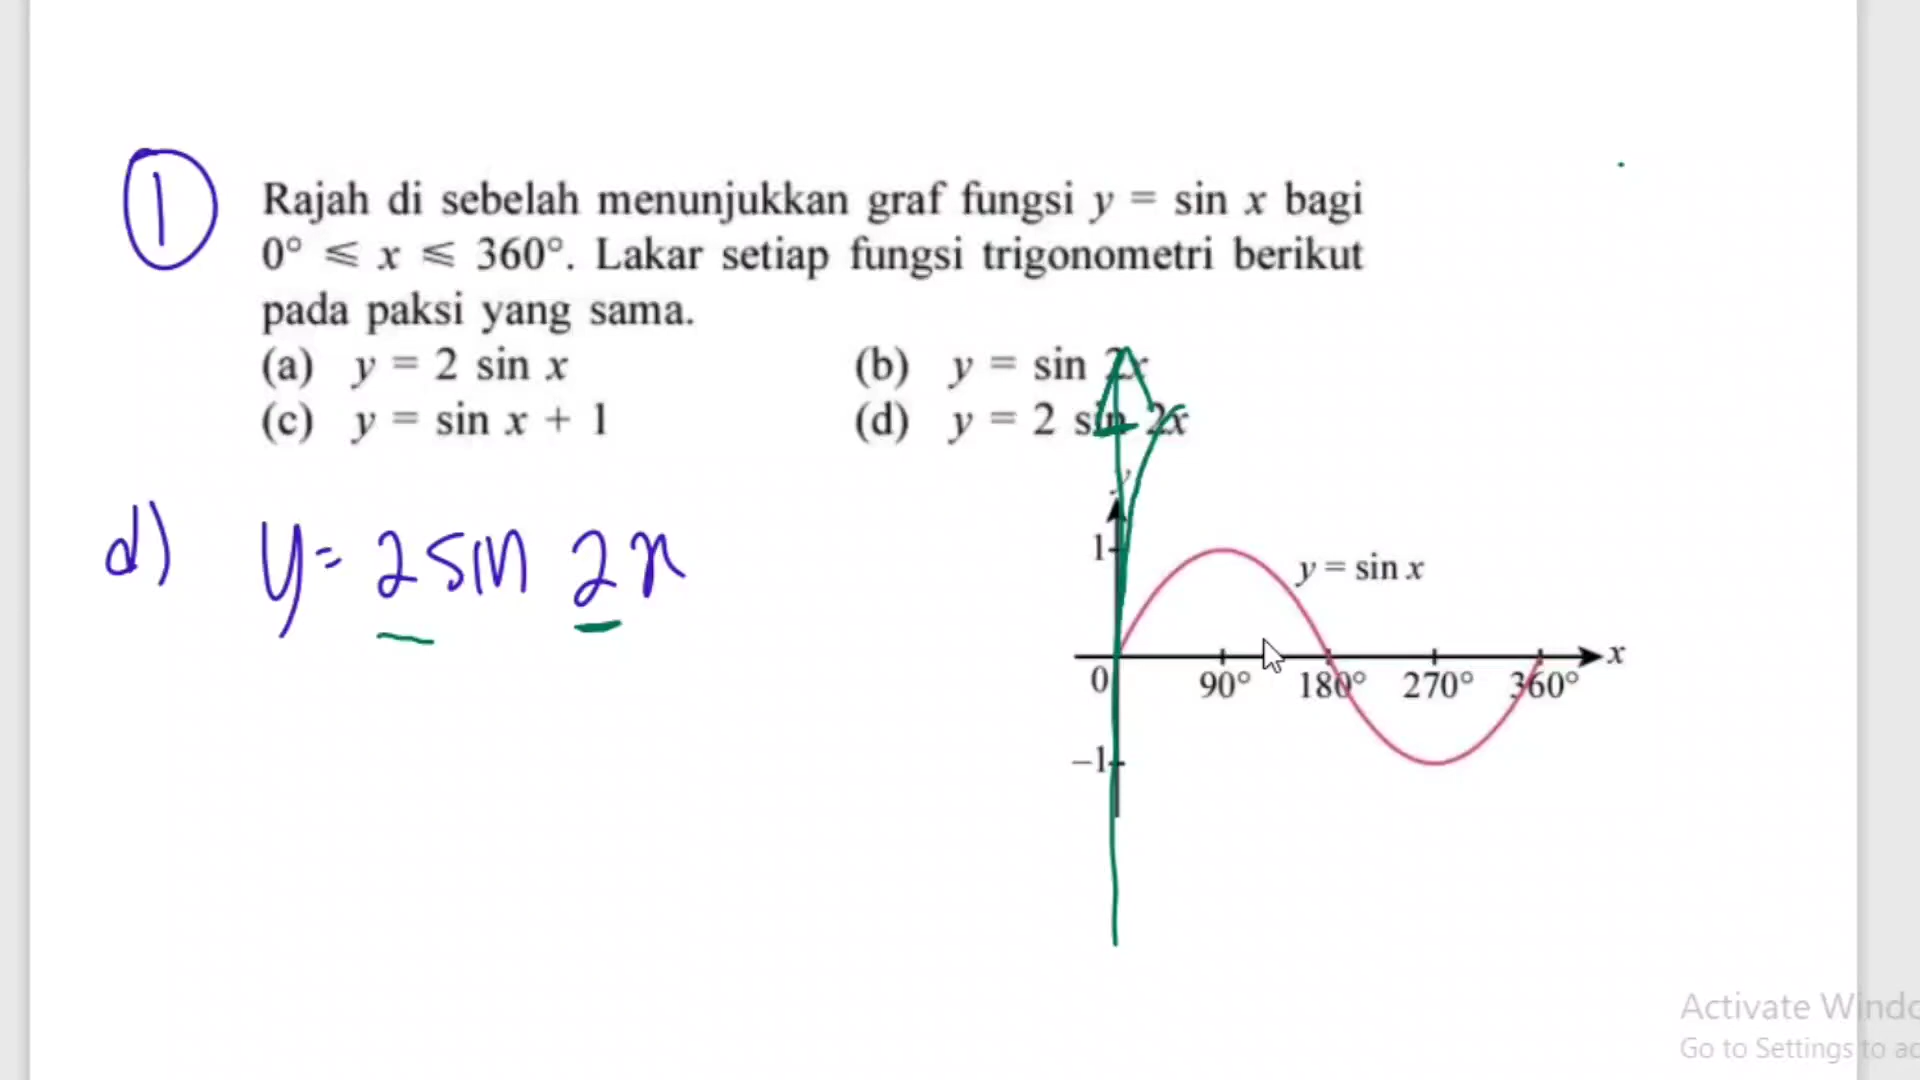 1
Rajah di sebelah menunjukkan graf fungsi y = sin x bagi
0° ⩽ x ⩽ 360°. Lakar setiap fungsi trigonometri berikut
pada paksi yang sama.
(a) y = 2 sin x
(b) y = sin 2x
(c) y = sin x + 1
(d) y = 2 sin 2x
d) y = 2 sin 2x
y
1
y = sin x
x
0
90°
180°
270°
360°
-1
Activate Windo
Go to Settings to ac